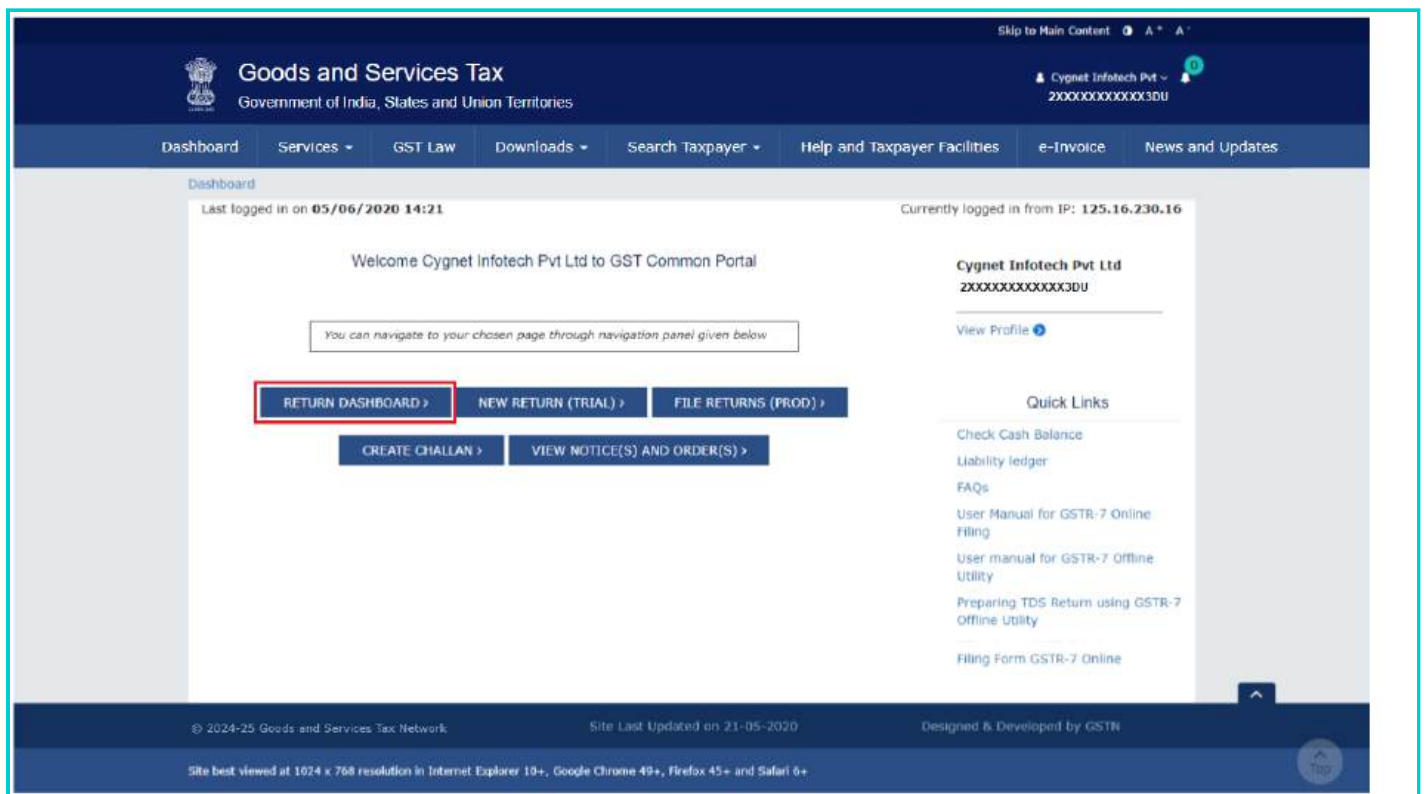 Skip to Main Content A+ A-
Goods and Services Tax
Government of India, States and Union Territories
Cygnet Infotech Pvt
0
2XXXXXXXXXXX3DU
Dashboard Services GST Law Downloads Search Taxpayer Help and Taxpayer Facilities e-Invoice News and Updates
Dashboard
Last logged in on 05/06/2020 14:21
Currently logged in from IP: 125.16.230.16
Welcome Cygnet Infotech Pvt Ltd to GST Common Portal
You can navigate to your chosen page through navigation panel given below
RETURN DASHBOARD > NEW RETURN (TRIAL) > FILE RETURNS (PROD) >
CREATE CHALLAN > VIEW NOTICE(S) AND ORDER(S) >
Cygnet Infotech Pvt Ltd
2XXXXXXXXXXXX3DU
View Profile
Quick Links
Check Cash Balance
Liability ledger
FAQs
User Manual for GSTR-7 Online
Filing
User manual for GSTR-7 Offline
Utility
Preparing TDS Return using GSTR-7
Offline Utility
Filing Form GSTR-7 Online
© 2024-25 Goods and Services Tax Network
Site Last Updated on 21-05-2020
Designed & Developed by GSTN
Site best viewed at 1024 x 768 resolution in Internet Explorer 10+, Google Chrome 49+, Firefox 45+ and Safari 6+
Top